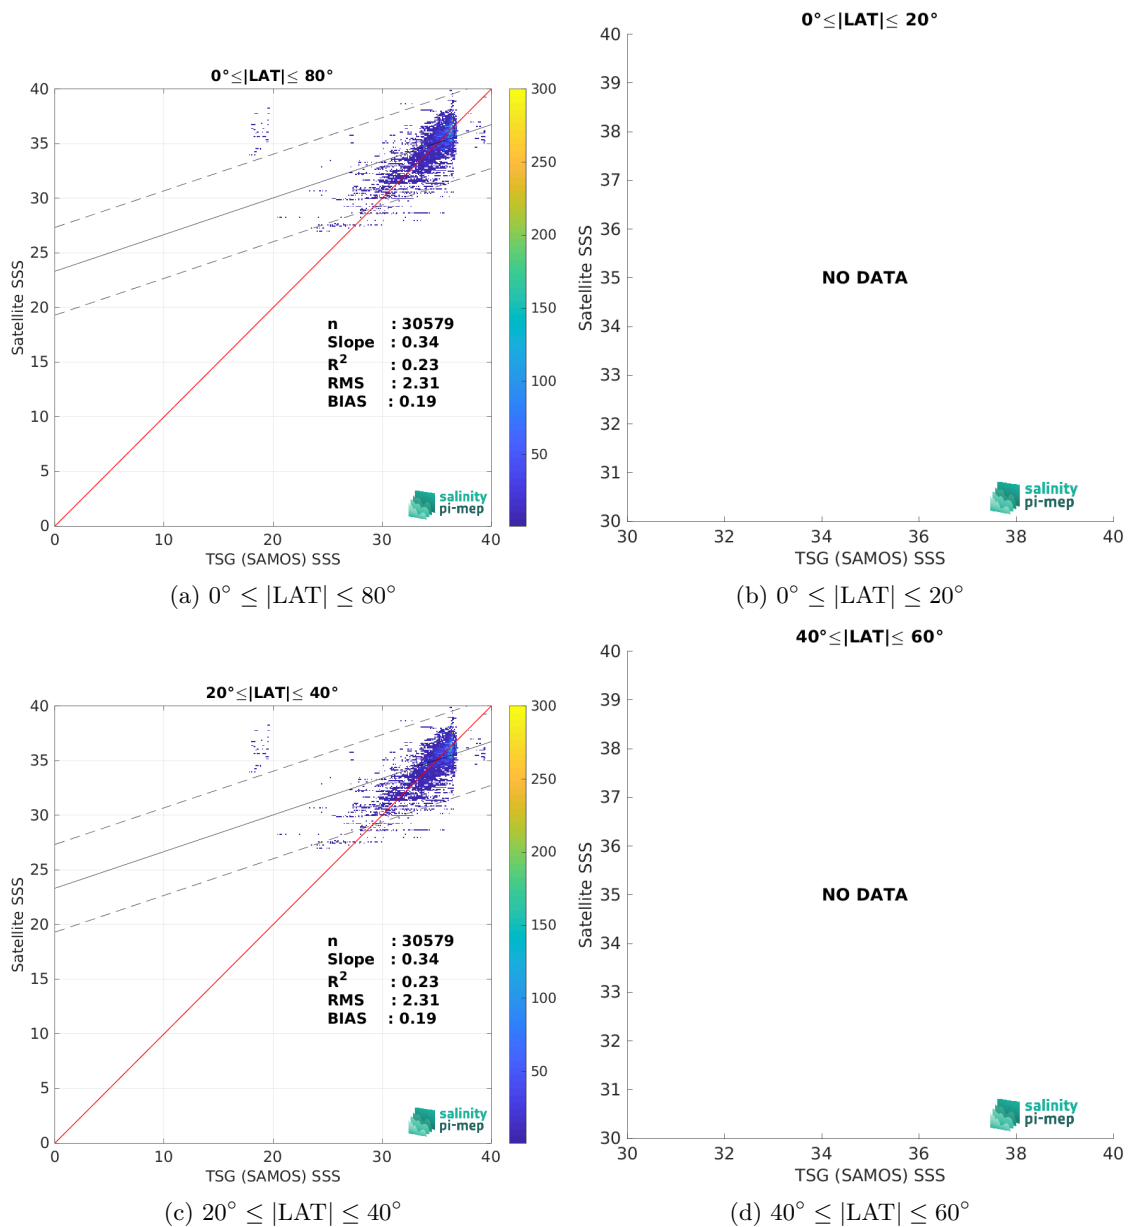 0°≤|LAT|≤ 80°
40
35
30
25
20
15
10
5
0
Satellite SSS
300
250
200
150
100
50
n : 30579
Slope : 0.34
R² : 0.23
RMS : 2.31
BIAS : 0.19
salinity
pi-mep
0 10 20 30 40
TSG (SAMOS) SSS
(a) 0° ≤ |LAT| ≤ 80°
0°≤|LAT|≤ 20°
40
39
38
37
36
35
34
33
32
31
30
Satellite SSS
NO DATA
salinity
pi-mep
30 32 34 36 38 40
TSG (SAMOS) SSS
(b) 0° ≤ |LAT| ≤ 20°
20°≤|LAT|≤ 40°
40
35
30
25
20
15
10
5
0
Satellite SSS
300
250
200
150
100
50
n : 30579
Slope : 0.34
R² : 0.23
RMS : 2.31
BIAS : 0.19
salinity
pi-mep
0 10 20 30 40
TSG (SAMOS) SSS
(c) 20° ≤ |LAT| ≤ 40°
40°≤|LAT|≤ 60°
40
39
38
37
36
35
34
33
32
31
30
Satellite SSS
NO DATA
salinity
pi-mep
30 32 34 36 38 40
TSG (SAMOS) SSS
(d) 40° ≤ |LAT| ≤ 60°